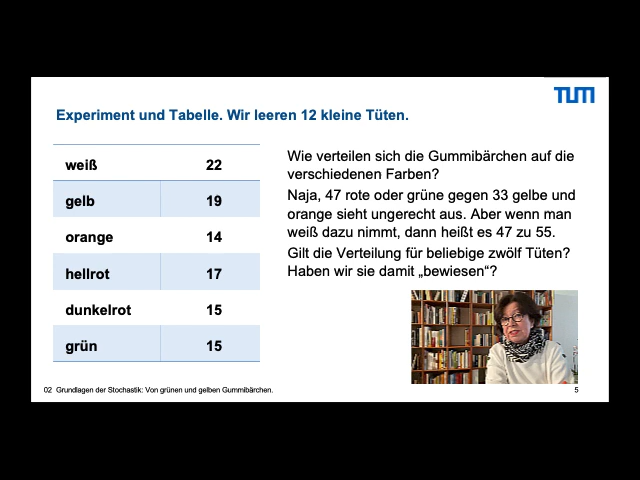 TUM
Experiment und Tabelle. Wir leeren 12 kleine Tüten.
weiß 22
gelb 19
orange 14
hellrot 17
dunkelrot 15
grün 15
Wie verteilen sich die Gummibärchen auf die
verschiedenen Farben?
Naja, 47 rote oder grüne gegen 33 gelbe und
orange sieht ungerecht aus. Aber wenn man
weiß dazu nimmt, dann heißt es 47 zu 55.
Gilt die Verteilung für beliebige zwölf Tüten?
Haben wir sie damit „bewiesen“?
02 Grundlagen der Stochastik: Von grünen und gelben Gummibärchen.
5